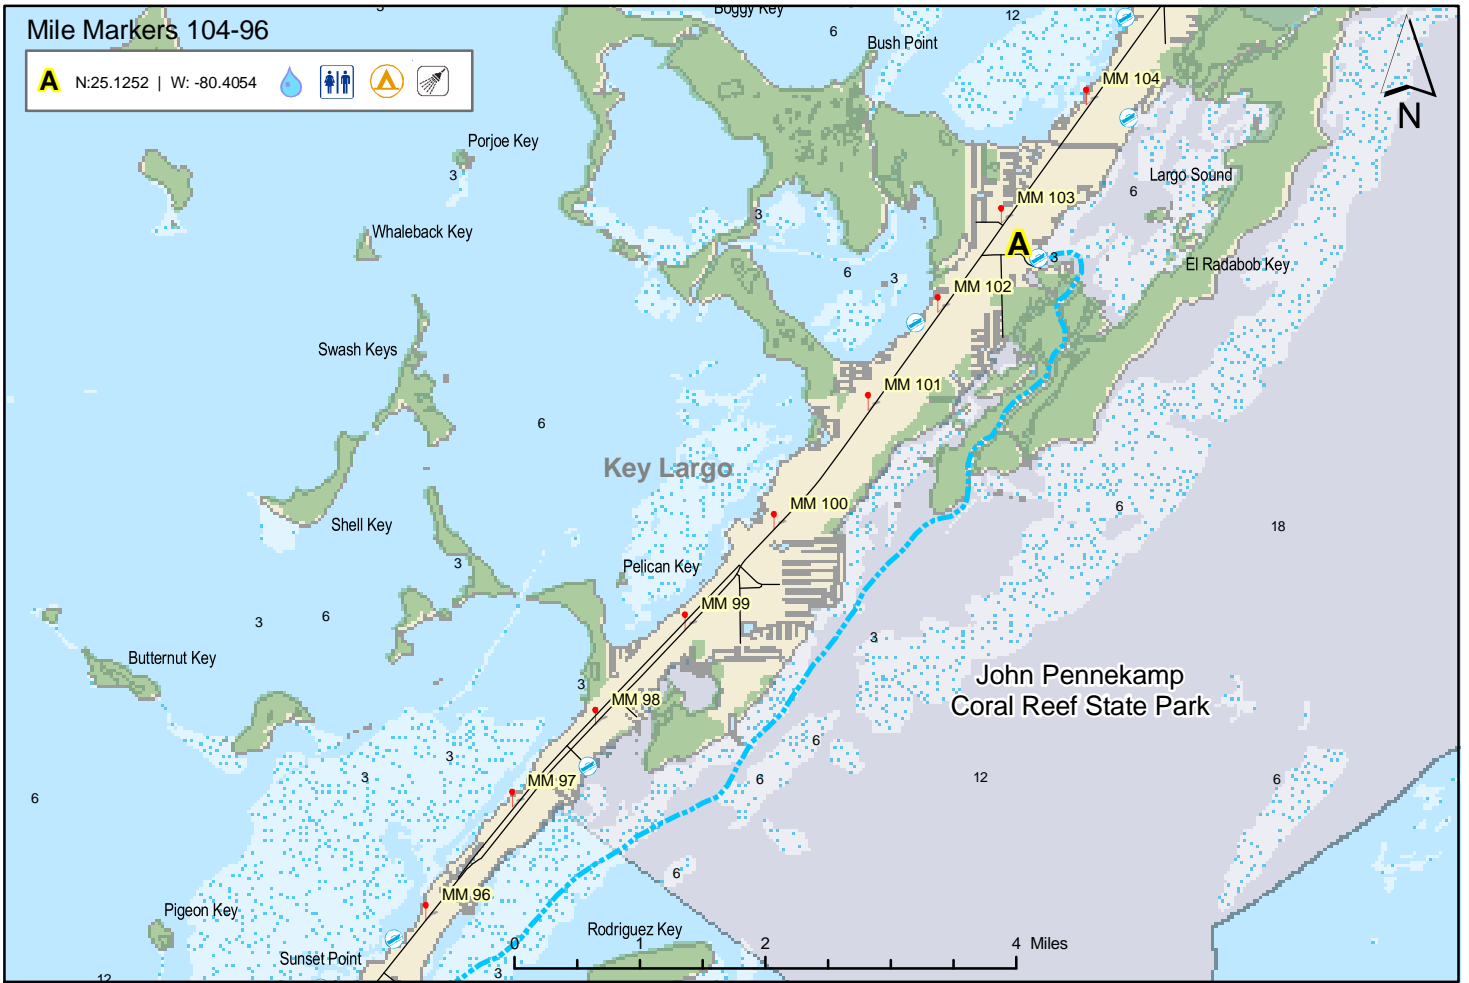 Boggy Key
3
12
Mile Markers 104-96
6
Bush Point
A N:25.1252 | W: -80.4054
MM 104
N
Porjoe Key
3
Largo Sound
6
MM 103
3
Whaleback Key
A
3
El Radabob Key
6
3
MM 102
Swash Keys
MM 101
6
Key Largo
MM 100
6
18
Shell Key
3
Pelican Key
MM 99
3
6
3
Butternut Key
John Pennekamp
Coral Reef State Park
3
MM 98
6
3
3
MM 97
6
12
6
6
6
MM 96
Pigeon Key
Rodriguez Key
0 1 2 4 Miles
Sunset Point
3
12